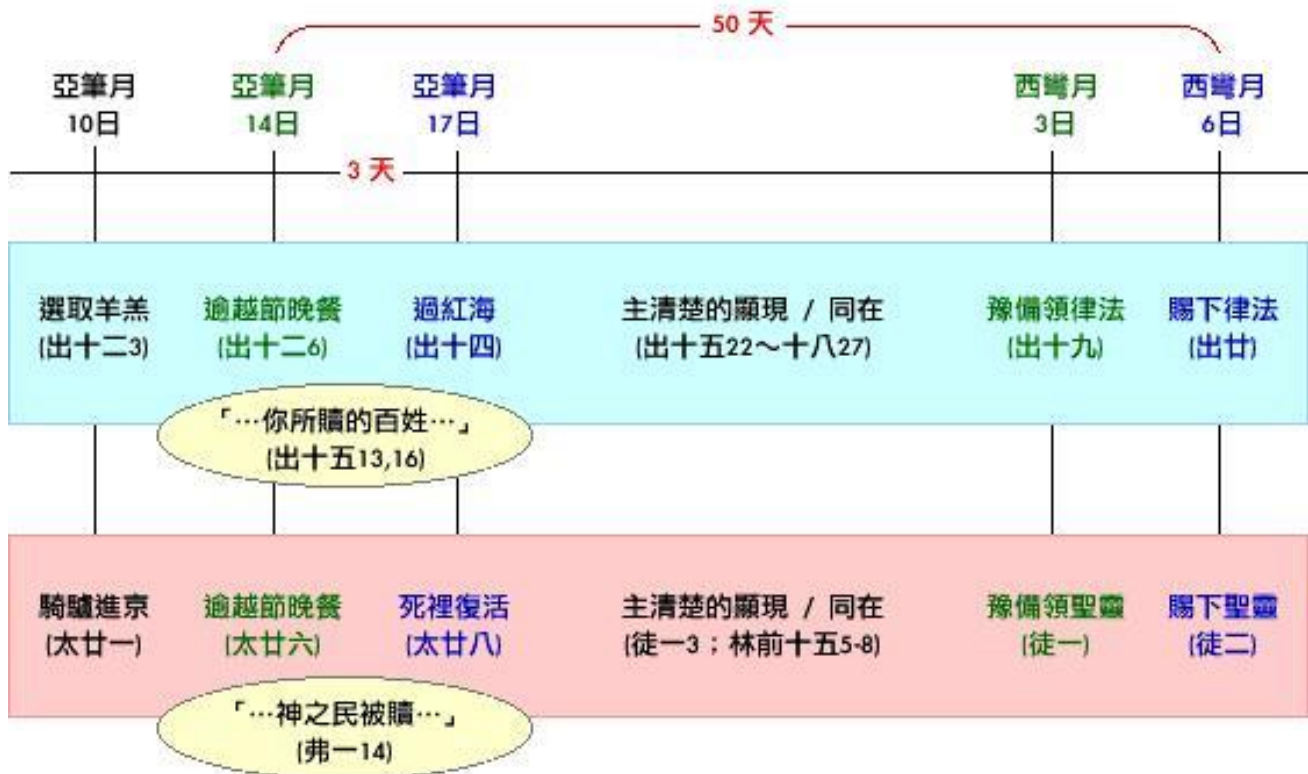 50 天
亞筆月
10日
亞筆月
14日
亞筆月
17日
西彎月
3日
西彎月
6日
3 天
選取羊羔
(出十二3)
逾越節晚餐
(出十二6)
過紅海
(出十四)
主清楚的顯現 / 同在
(出十五22～十八27)
豫備領律法
(出十九)
賜下律法
(出廿)
「…你所贖的百姓…」
(出十五13,16)
騎驢進京
(太廿一)
逾越節晚餐
(太廿六)
死裡復活
(太廿八)
主清楚的顯現 / 同在
(徒一3；林前十五5-8)
豫備領聖靈
(徒一)
賜下聖靈
(徒二)
「…神之民被贖…」
(弗一14)